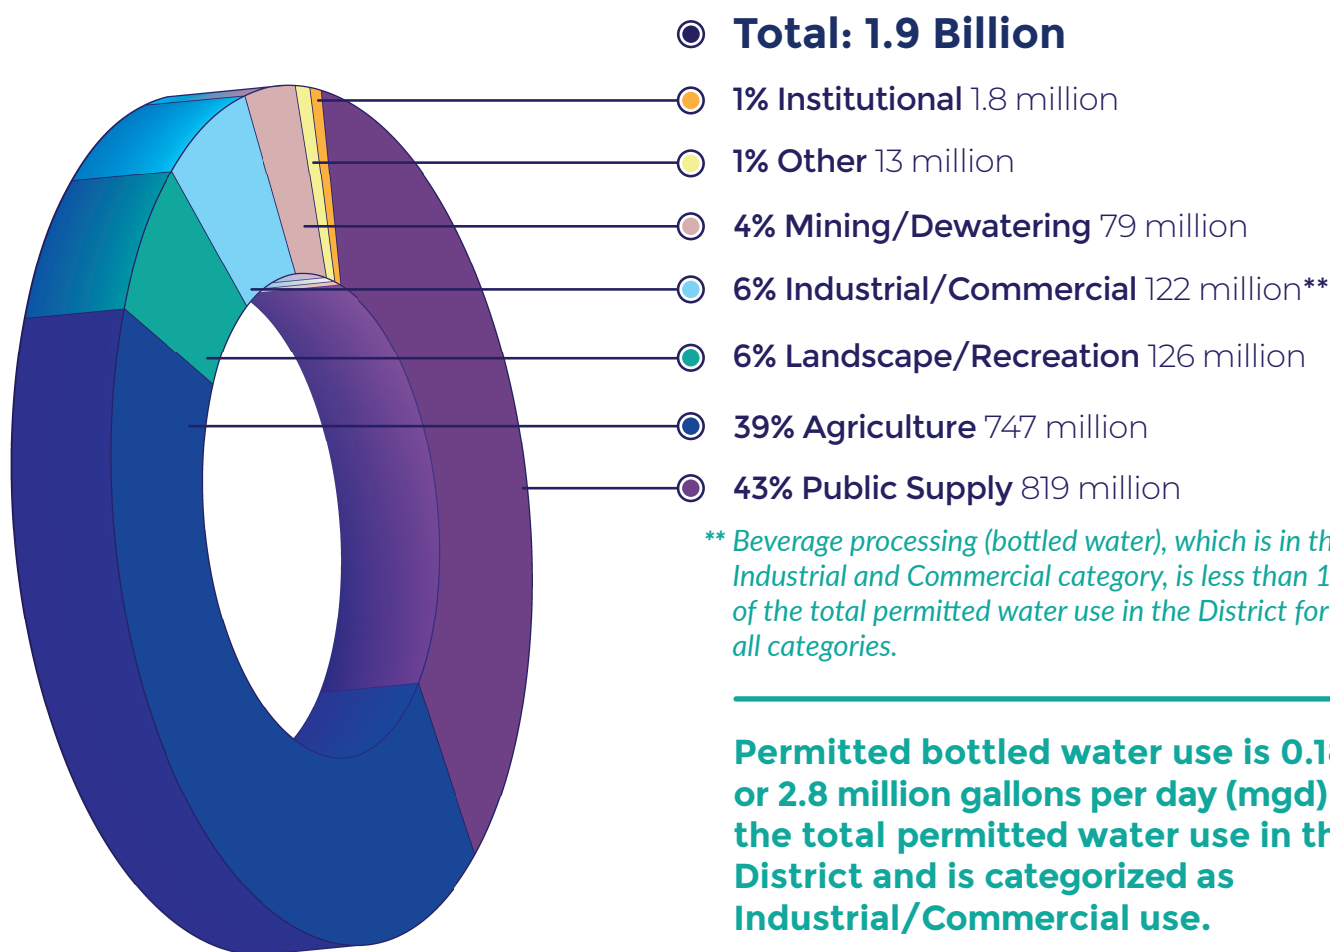 Total: 1.9 Billion
1% Institutional 1.8 million
1% Other 13 million
4% Mining/Dewatering 79 million
6% Industrial/Commercial 122 million**
6% Landscape/Recreation 126 million
39% Agriculture 747 million
43% Public Supply 819 million
** Beverage processing (bottled water), which is in
Industrial and Commercial category, is less than
of the total permitted water use in the District for
all categories.
Permitted bottled water use is
or 2.8 million gallons per day (mgd)
the total permitted water use in
District and is categorized as
Industrial/Commercial use.